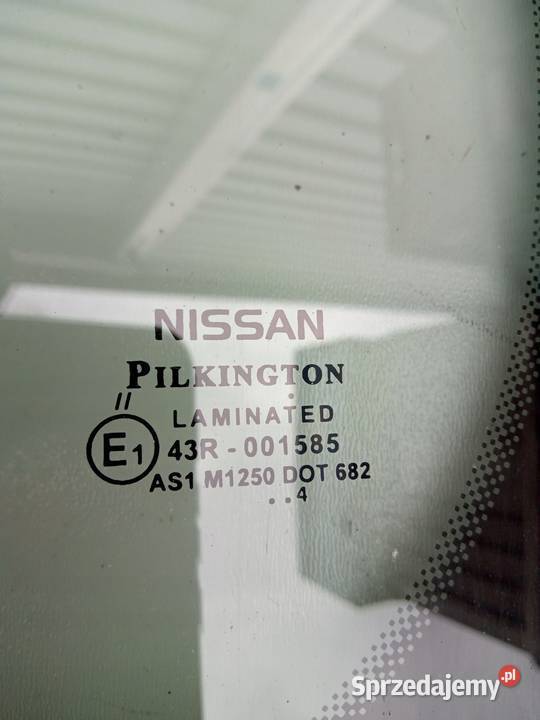 NISSAN
PILKINGTON
//
LAMINATED
E1 43R - 001585
AS1 M1250 DOT 682
. . 4
Sprzedajemy.pl